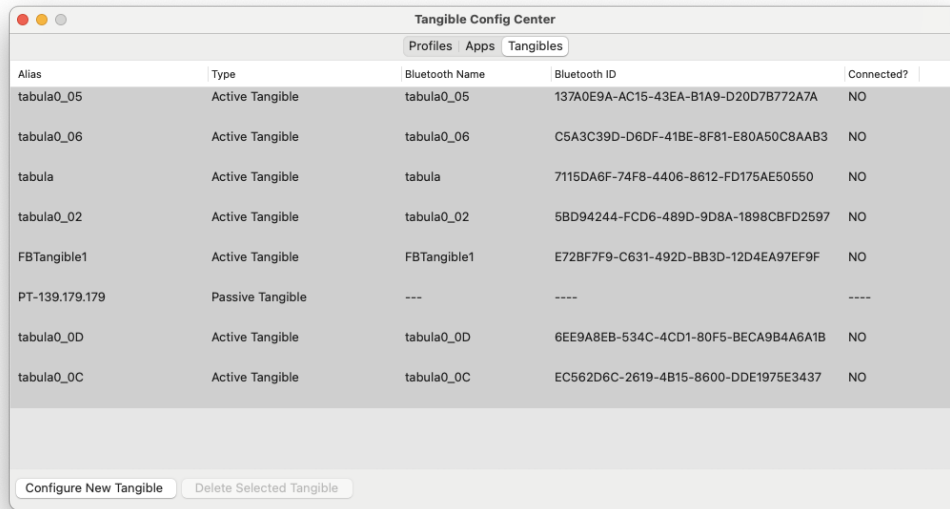 Tangible Config Center
Profiles Apps Tangibles
Alias Type Bluetooth Name Bluetooth ID Connected?
tabula0_05 Active Tangible tabula0_05 137A0E9A-AC15-43EA-B1A9-D20D7B772A7A NO
tabula0_06 Active Tangible tabula0_06 C5A3C39D-D6DF-41BE-8F81-E80A50C8AAB3 NO
tabula Active Tangible tabula 7115DA6F-74F8-4406-8612-FD175AE50550 NO
tabula0_02 Active Tangible tabula0_02 5BD94244-FCD6-489D-9D8A-1898CBFD2597 NO
FBTangible1 Active Tangible FBTangible1 E72BF7F9-C631-492D-BB3D-12D4EA97EF9F NO
PT-139.179.179 Passive Tangible --- ---- ----
tabula0_0D Active Tangible tabula0_0D 6EE9A8EB-534C-4CD1-80F5-BECA9B4A6A1B NO
tabula0_0C Active Tangible tabula0_0C EC562D6C-2619-4B15-8600-DDE1975E3437 NO
Configure New Tangible Delete Selected Tangible